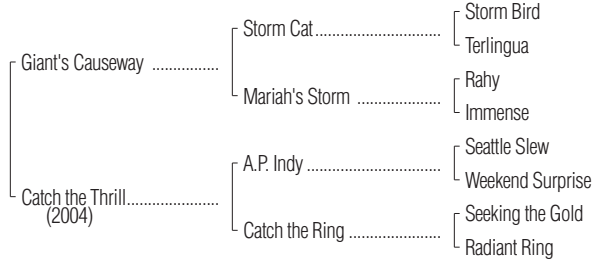 Storm Bird
Storm Cat................................
Terlingua
Giant's Causeway ................
Rahy
Mariah's Storm ....................
Immense
Seattle Slew
A.P. Indy ................................
Weekend Surprise
Catch the Thrill......................
(2004)
Seeking the Gold
Catch the Ring ......................
Radiant Ring